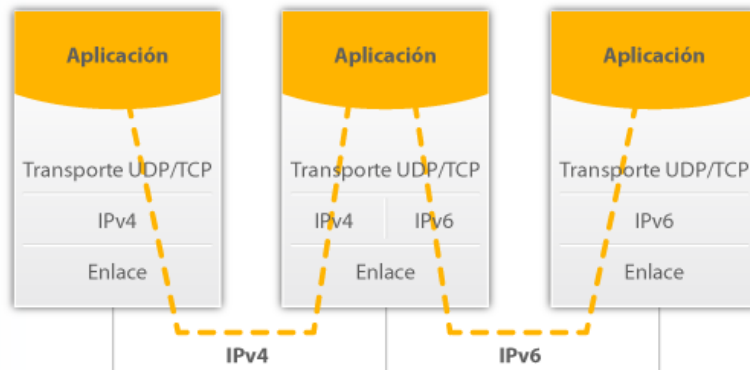 Aplicación Aplicación Aplicación
Transporte UDP/TCP Transporte UDP/TCP Transporte UDP/TCP
IPv4 IPv4 IPv6 IPv6
Enlace Enlace Enlace
IPv4 IPv6